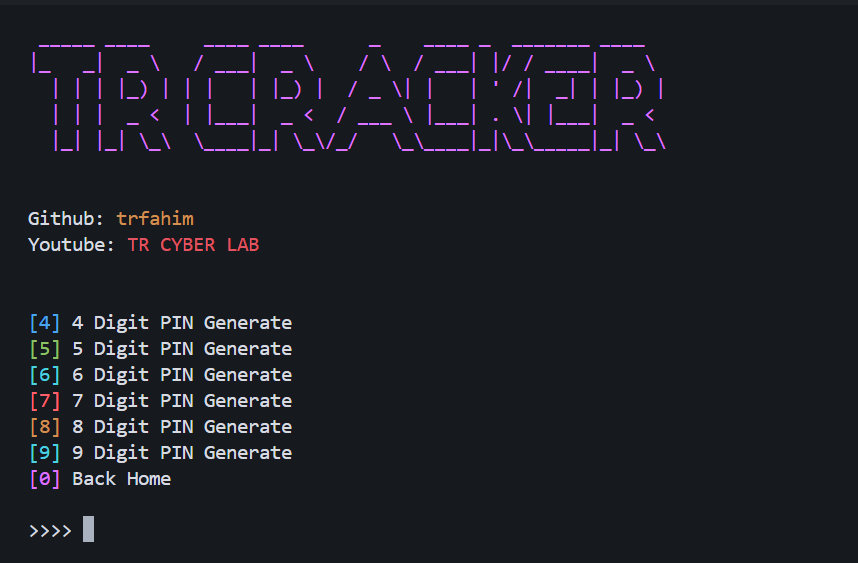 TR CRACKER
Github: trfahim
Youtube: TR CYBER LAB
[4] 4 Digit PIN Generate
[5] 5 Digit PIN Generate
[6] 6 Digit PIN Generate
[7] 7 Digit PIN Generate
[8] 8 Digit PIN Generate
[9] 9 Digit PIN Generate
[0] Back Home
>>>>